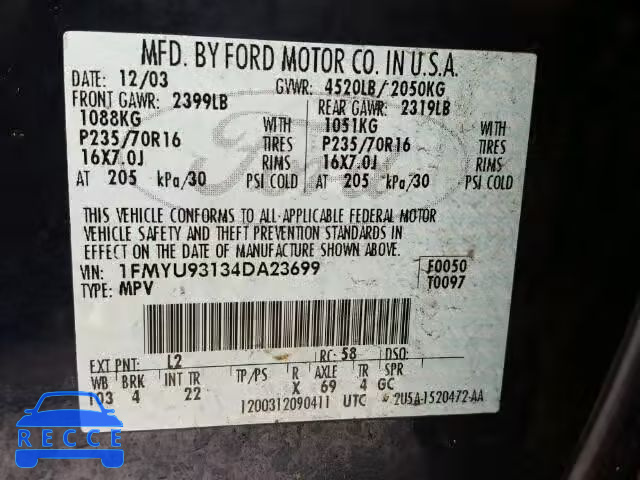 MFD. BY FORD MOTOR CO. IN U.S.A.
DATE: 12/03 GVWR: 4520LB/ 2050KG
FRONT GAWR: 2399LB REAR GAWR: 2319LB
1088KG WITH 1051KG WITH
P235/70R16 TIRES P235/70R16 TIRES
16X7.0J RIMS 16X7.0J RIMS
AT 205 kPa/30 PSI COLD AT 205 kPa/30 PSI COLD
THIS VEHICLE CONFORMS TO ALL APPLICABLE FEDERAL MOTOR
VEHICLE SAFETY AND THEFT PREVENTION STANDARDS IN
EFFECT ON THE DATE OF MANUFACTURE SHOWN ABOVE.
VIN: 1FMYU93134DA23699 F0050
TYPE: MPV T0097
EXT PNT: L2 RC: 58 DSO:
WB BRK INT TR TP/PS R AXLE TR SPR
103 4 22 X 69 4 GC
1200312090411 UTC 2U5A-1520472-AA
Ford
RECCE